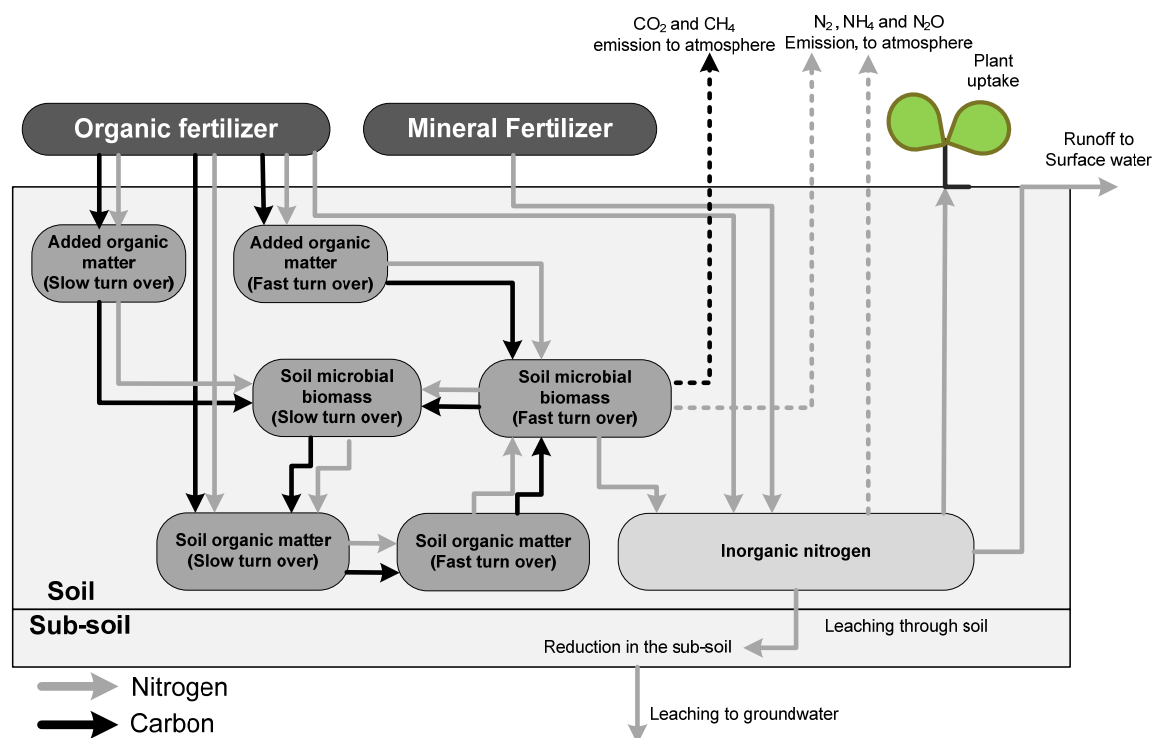 CO₂ and CH₄
emission to atmosphere
N₂, NH₄ and N₂O
Emission, to atmosphere
Plant
uptake
Organic fertilizer
Mineral Fertilizer
Runoff to
Surface water
Added organic
matter
(Slow turn over)
Added organic
matter
(Fast turn over)
Soil microbial
biomass
(Slow turn over)
Soil microbial
biomass
(Fast turn over)
Soil organic matter
(Slow turn over)
Soil organic matter
(Fast turn over)
Inorganic nitrogen
Soil
Sub-soil
Leaching through soil
Reduction in the sub-soil
Nitrogen
Carbon
Leaching to groundwater